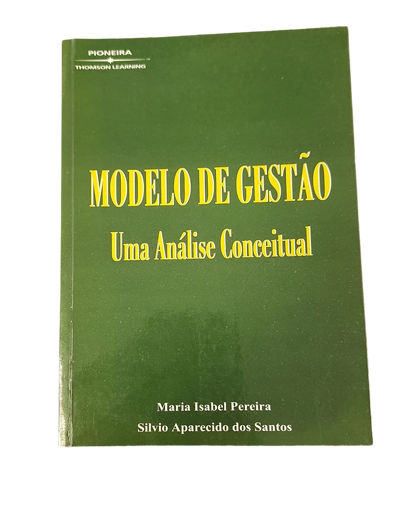 PIONEIRA
THOMSON LEARNING
MODELO DE GESTÃO
Uma Análise Conceitual
Maria Isabel Pereira
Silvio Aparecido dos Santos